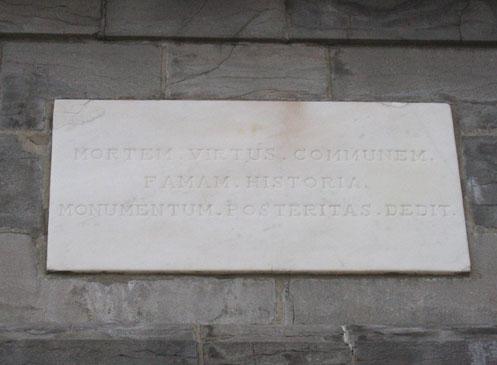 MORTEM . VIRTUS . COMMUNEM .
FAMAM . HISTORIA .
MONUMENTUM . POSTERITAS . DEDIT .